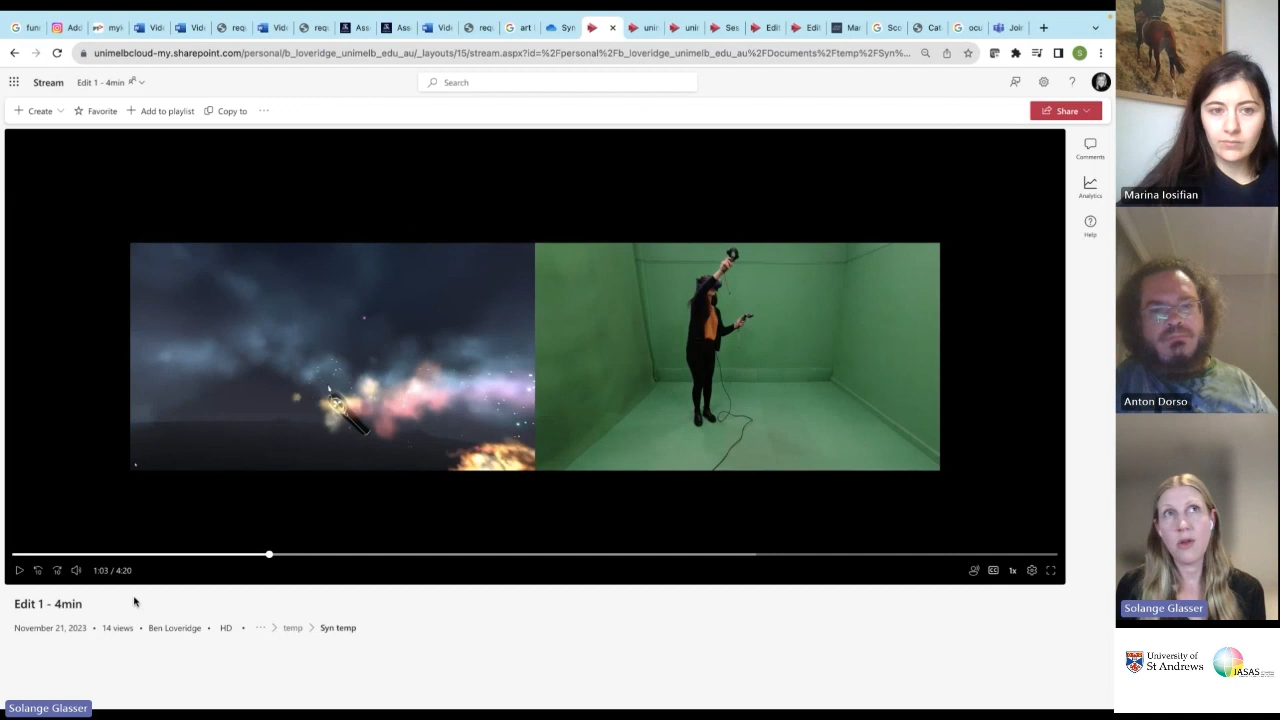 unimelbcloud-my.sharepoint.com/personal/b_loveridge_unimelb_edu_au/_layouts/15/stream.aspx?id=%2Fpersonal%2Fb_loveridge_unimelb_edu_au%2FDocuments%2Ftemp%2FSyn%...
Stream
Edit 1 - 4min
Search
Create
Favorite
Add to playlist
Copy to
Share
Comments
Analytics
Help
Marina Iosifian
Anton Dorso
Solange Glasser
1:03 / 4:20
1x
Edit 1 - 4min
November 21, 2023 • 14 views • Ben Loveridge • HD • ... > temp > Syn temp
University of
St Andrews
IASAS
Solange Glasser